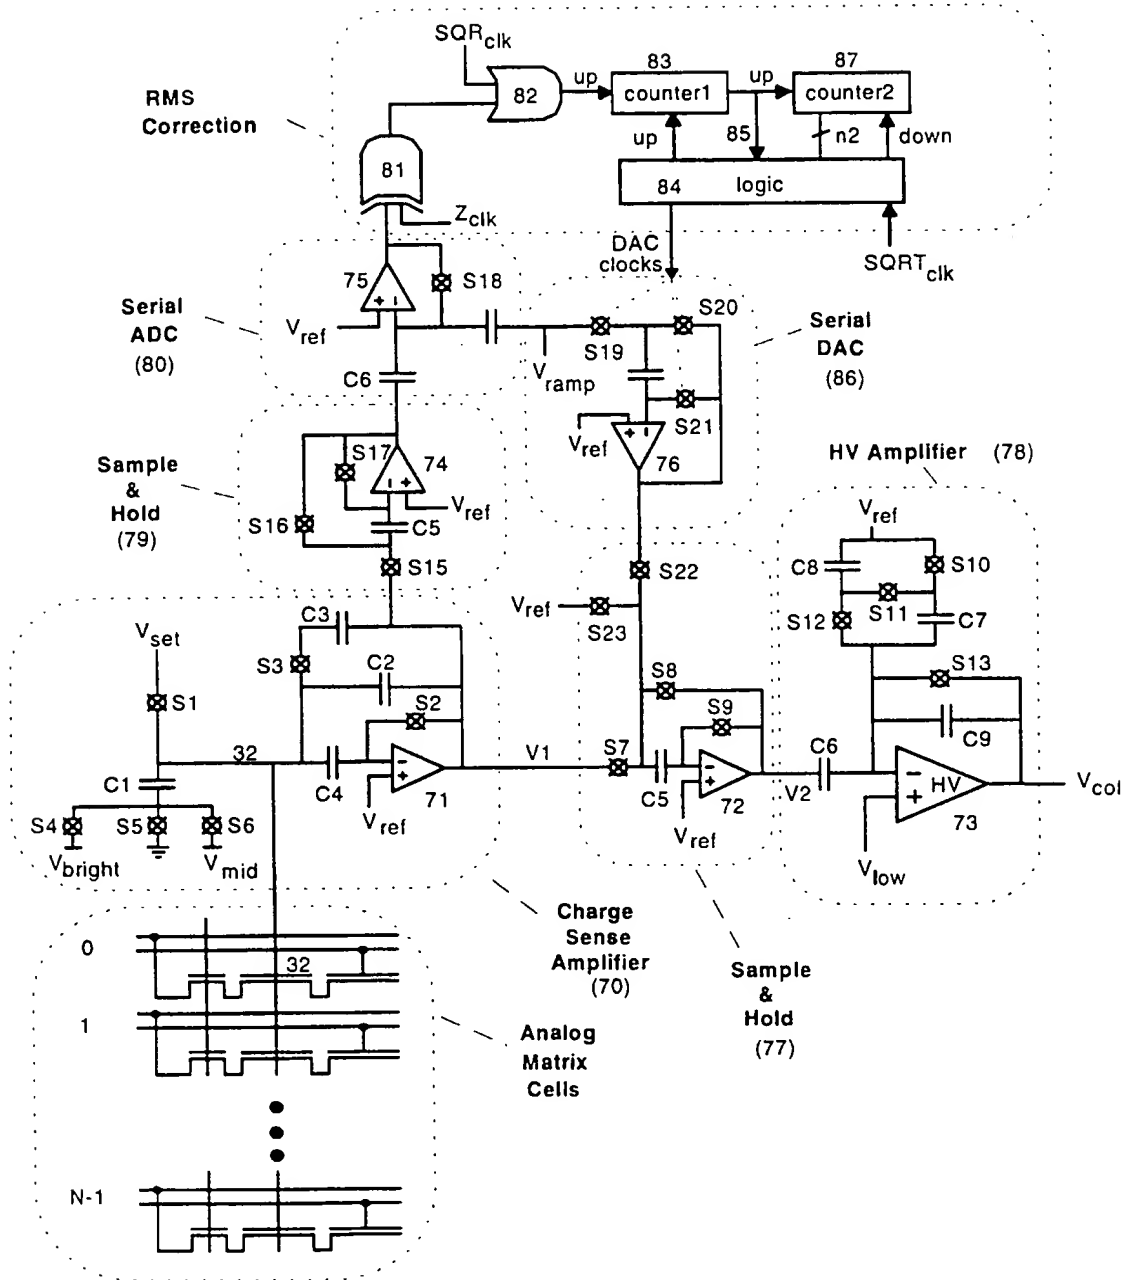 SQRclk
RMS
Correction
82
up
83
counter1
up
87
counter2
up
85
n2
down
81
84
logic
Zclk
DAC
clocks
SQRTclk
75
S18
Serial
ADC
(80)
Vref
C6
S20
S19
Vramp
S21
Vref
76
Serial
DAC
(86)
Sample
&
Hold
(79)
S17
74
S16
C5
Vref
S15
HV Amplifier (78)
Vref
C8
S10
S11
S12
C7
S13
C9
S22
Vref
S23
Vset
S1
C3
S3
C2
S2
32
C1
C4
71
Vref
V1
S7
S8
S9
C5
72
Vref
V2
C6
HV
73
Vcol
Vlow
S4
S5
S6
Vbright
Vmid
Charge
Sense
Amplifier
(70)
Sample
&
Hold
(77)
0
32
1
Analog
Matrix
Cells
N-1